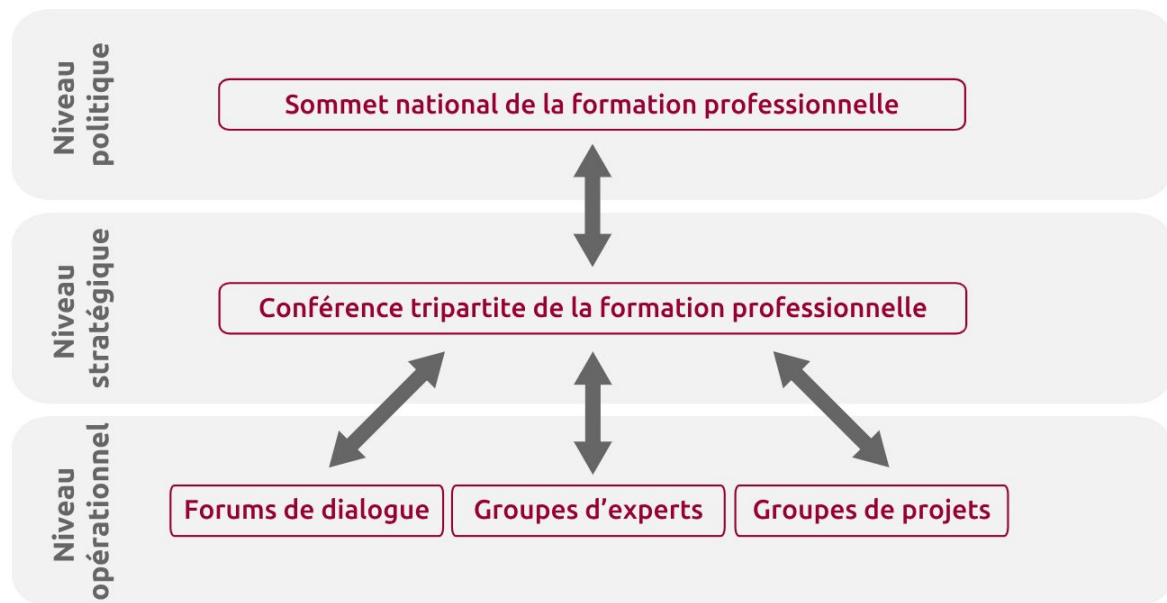 Niveau
politique
Sommet national de la formation professionnelle
Niveau
stratégique
Conférence tripartite de la formation professionnelle
Niveau
opérationnel
Forums de dialogue
Groupes d’experts
Groupes de projets